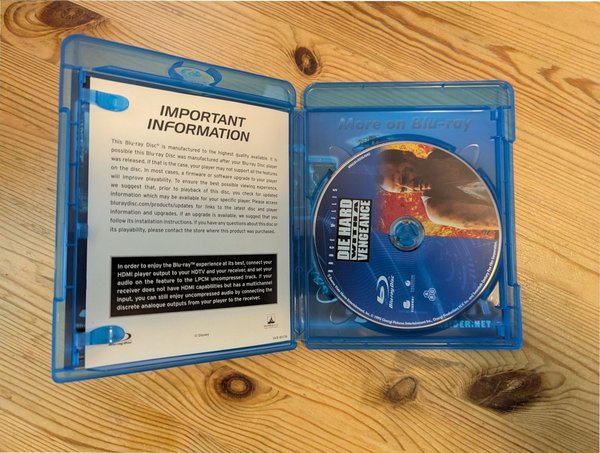 IMPORTANT
INFORMATION
This Blu-ray Disc® is manufactured to the highest quality available. It is
possible this Blu-ray Disc was manufactured after your Blu-ray Disc player
was released. If that is the case, your player may not support all the features
on the disc. In most cases, a firmware or software upgrade to your player
will improve playability. To ensure the best possible viewing experience,
we suggest that, prior to playback of this disc, you check for updated
information which may be available for your specific player. Please access
bluraydisc.com/products/updates for links to the latest disc and player
information and upgrades. If an upgrade is available, we suggest you
follow its installation instructions. If you have any questions about this disc or
its playability, please contact the store where this product was purchased.
In order to enjoy the Blu-ray™ experience at its best, connect your
HDMI player output to your HDTV and your receiver, and set your
audio on the feature to the LPCM uncompressed track. If your
receiver does not have HDMI capabilities but has a multichannel
input, you can still enjoy uncompressed audio by connecting the
discrete analogue outputs from your player to the receiver.
© Disney
More on Blu-ray
BRUCE WILLIS
DIE HARD
WITH A
VENGEANCE
Blu-ray Disc